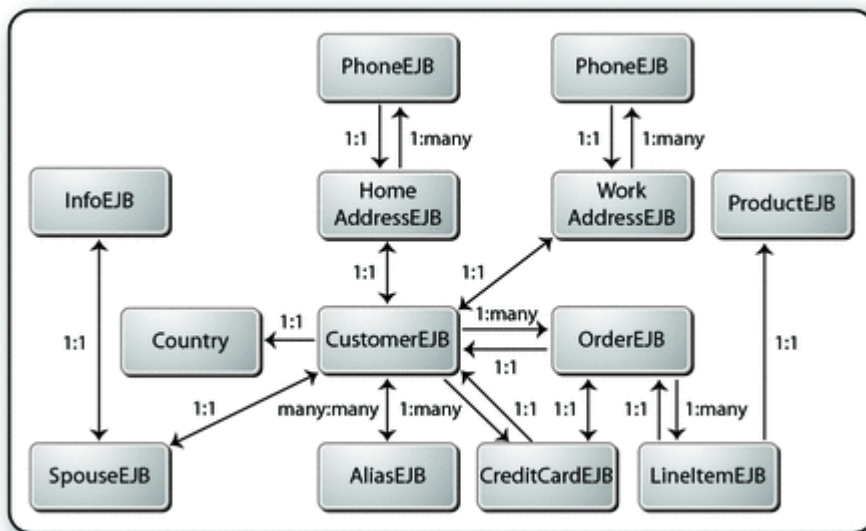 PhoneEJB
PhoneEJB
1:1
1:many
1:1
1:many
InfoEJB
Home
AddressEJB
Work
AddressEJB
ProductEJB
1:1
1:1
1:1
1:1
1:1
1:many
Country
CustomerEJB
OrderEJB
1:1
1:1
many:many
1:many
1:1
1:1
1:1
1:many
SpouseEJB
AliasEJB
CreditCardEJB
LineItemEJB